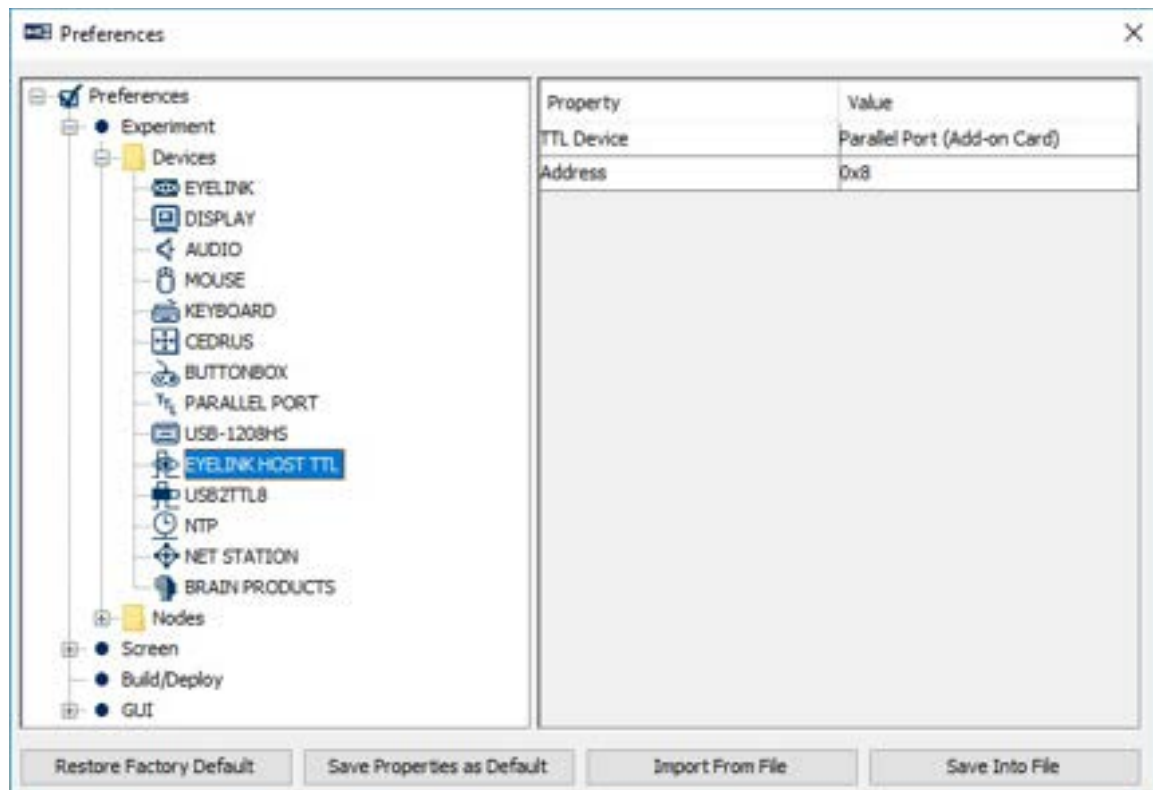 Preferences
Preferences
Experiment
Devices
EYELINK
DISPLAY
AUDIO
MOUSE
KEYBOARD
CEDRUS
BUTTONBOX
PARALLEL PORT
USB-1208HS
EYELINK HOST TTL
USB2TTL8
NTP
NET STATION
BRAIN PRODUCTS
Nodes
Screen
Build/Deploy
GUI
Property Value
TTL Device Parallel Port (Add-on Card)
Address 0x8
Restore Factory Default Save Properties as Default Import From File Save Into File